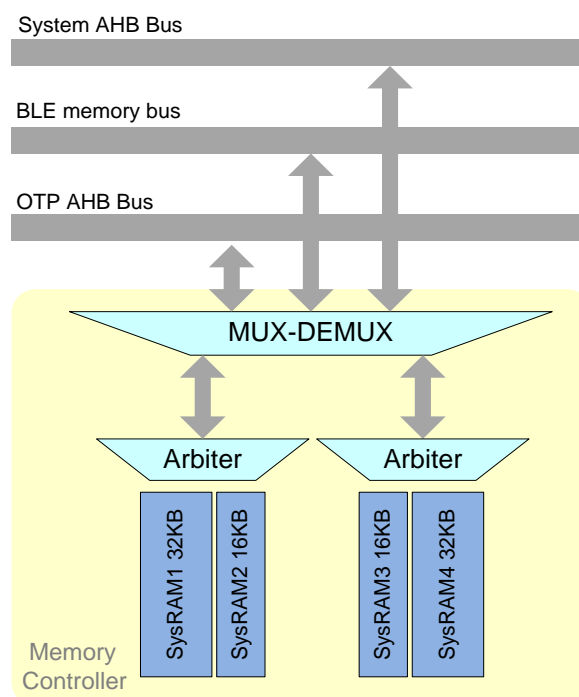 System AHB Bus
BLE memory bus
OTP AHB Bus
MUX-DEMUX
Arbiter
Arbiter
SysRAM1 32KB
SysRAM2 16KB
SysRAM3 16KB
SysRAM4 32KB
Memory
Controller